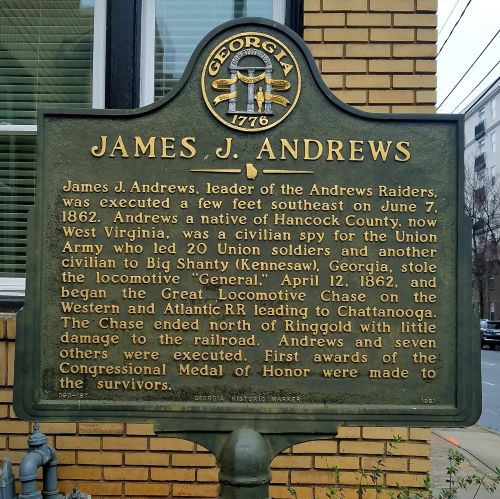 GEORGIA
1776
JAMES J. ANDREWS
James J. Andrews, leader of the Andrews Raiders,
was executed a few feet southeast on June 7,
1862. Andrews a native of Hancock County, now
West Virginia, was a civilian spy for the Union
Army who led 20 Union soldiers and another
civilian to Big Shanty (Kennesaw), Georgia, stole
the locomotive "General," April 12, 1862, and
began the Great Locomotive Chase on the
Western and Atlantic RR leading to Chattanooga.
The Chase ended north of Ringgold with little
damage to the railroad. Andrews and seven
others were executed. First awards of the
Congressional Medal of Honor were made to
the survivors.
060-187 GEORGIA HISTORIC MARKER 1981